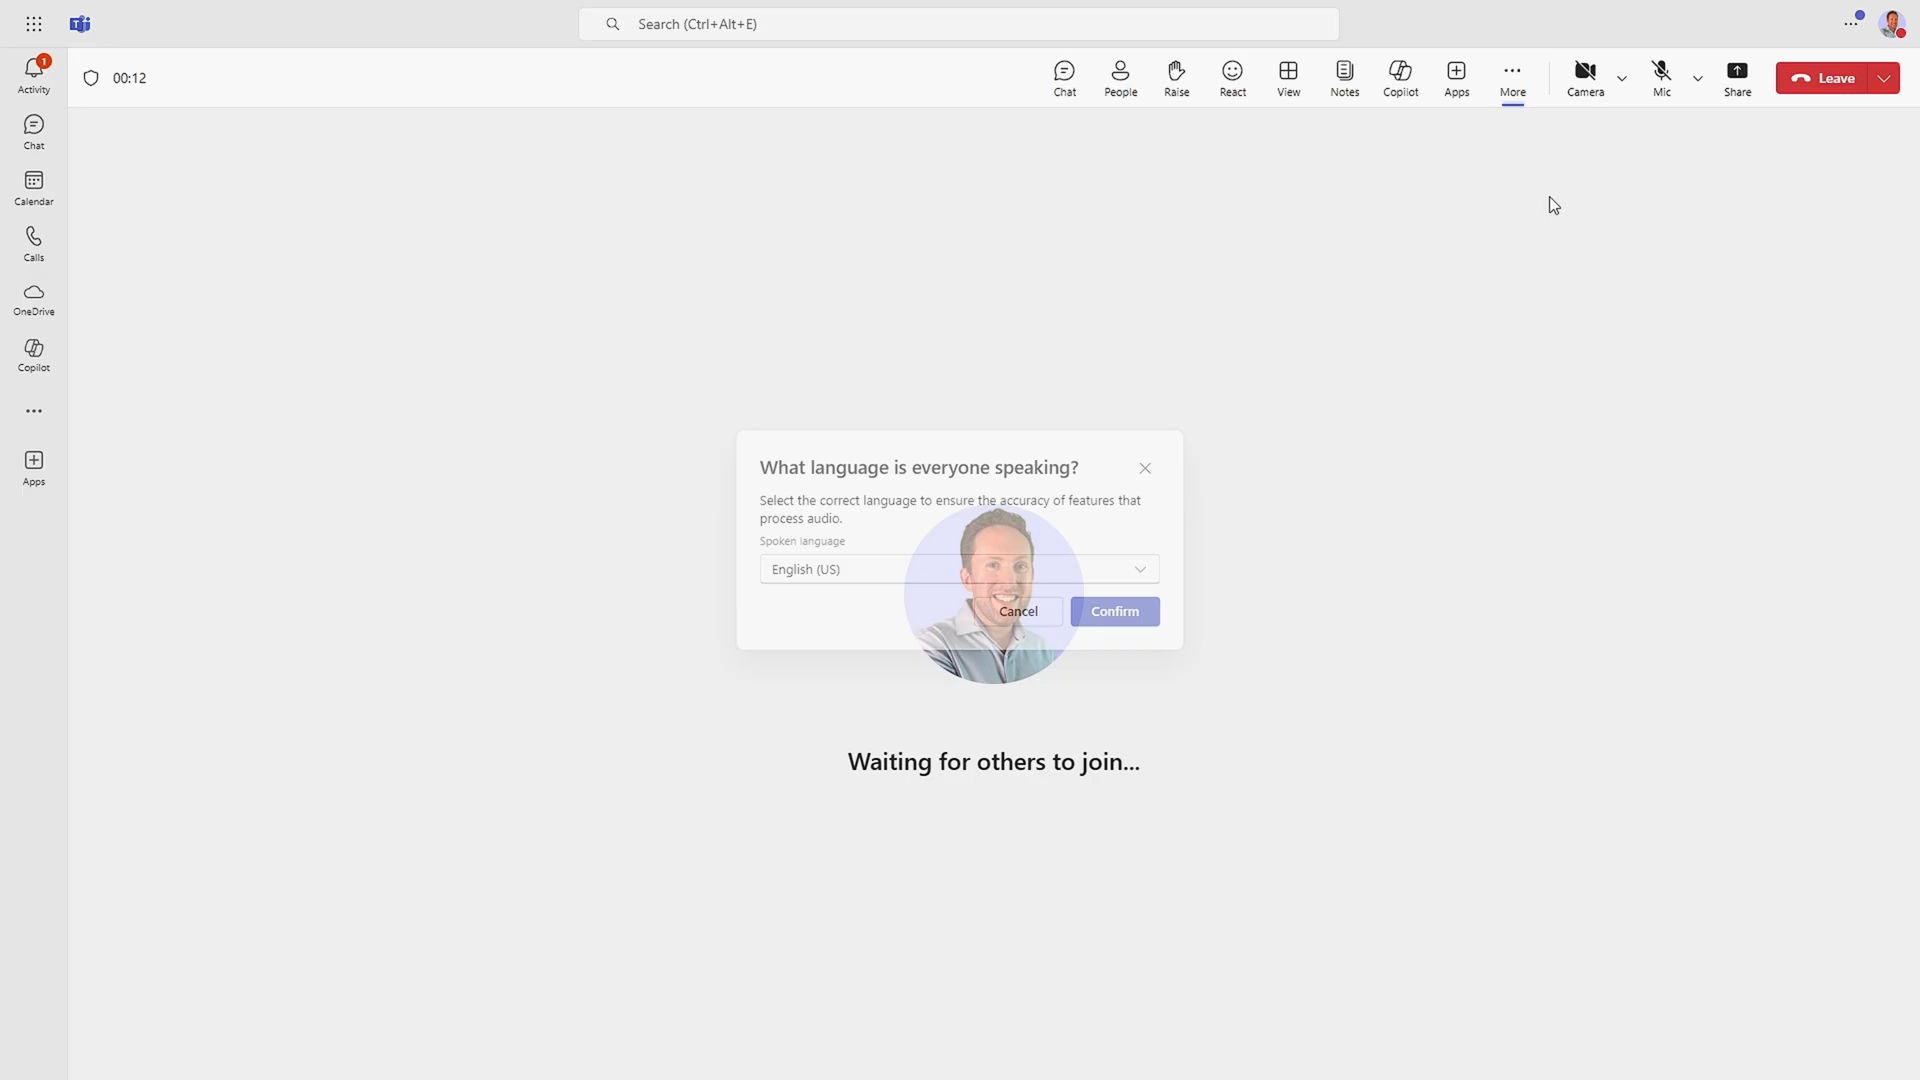 Search (Ctrl+Alt+E)
1
Activity
Chat
Calendar
Calls
OneDrive
Copilot
Apps
00:12
Chat
People
Raise
React
View
Notes
Copilot
Apps
More
Camera
Mic
Share
Leave
What language is everyone speaking?
Select the correct language to ensure the accuracy of features that
process audio.
Spoken language
English (US)
Cancel
Confirm
Waiting for others to join...